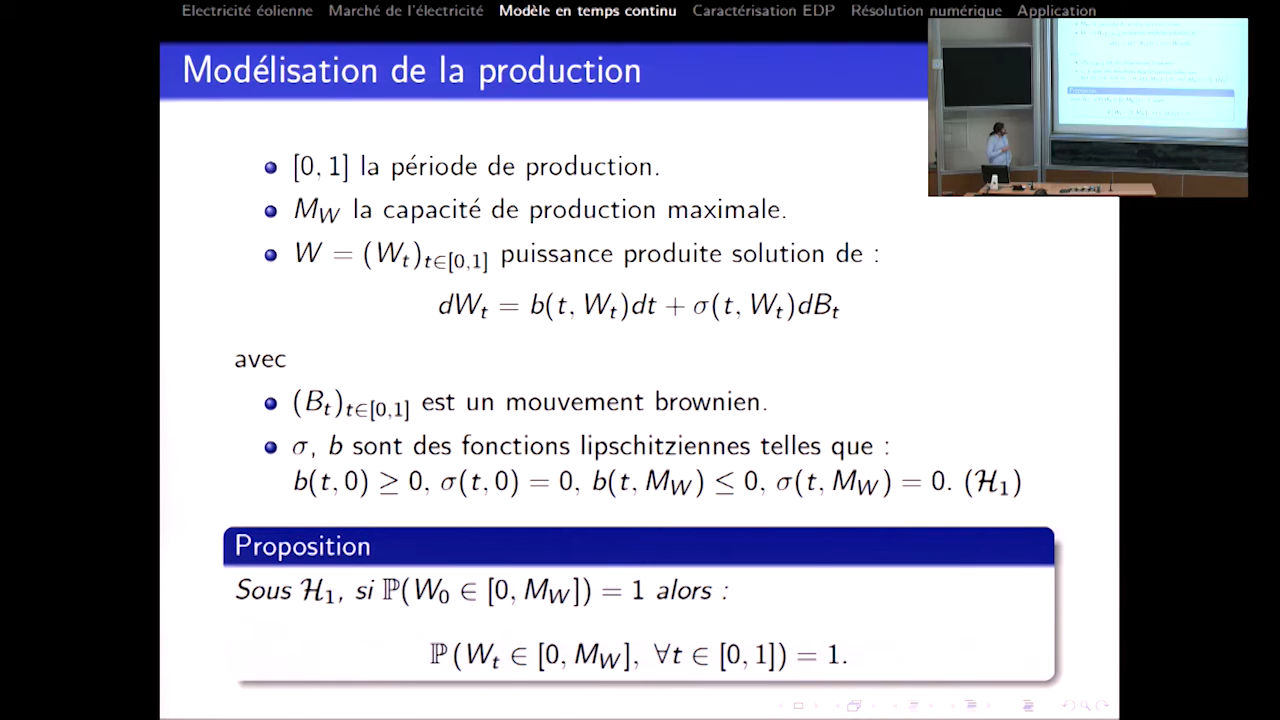 Electricité éolienne Marché de l'électricité Modèle en temps continu Caractérisation EDP Résolution numérique Application
Modélisation de la production
[0, 1] la période de production.
M_W la capacité de production maximale.
W = (W_t)_{t∈[0,1]} puissance produite solution de :
dW_t = b(t, W_t)dt + σ(t, W_t)dB_t
avec
(B_t)_{t∈[0,1]} est un mouvement brownien.
σ, b sont des fonctions lipschitziennes telles que :
b(t, 0) ≥ 0, σ(t, 0) = 0, b(t, M_W) ≤ 0, σ(t, M_W) = 0. (ℋ_1)
Proposition
Sous ℋ_1, si ℙ(W_0 ∈ [0, M_W]) = 1 alors :
ℙ(W_t ∈ [0, M_W], ∀t ∈ [0, 1]) = 1.